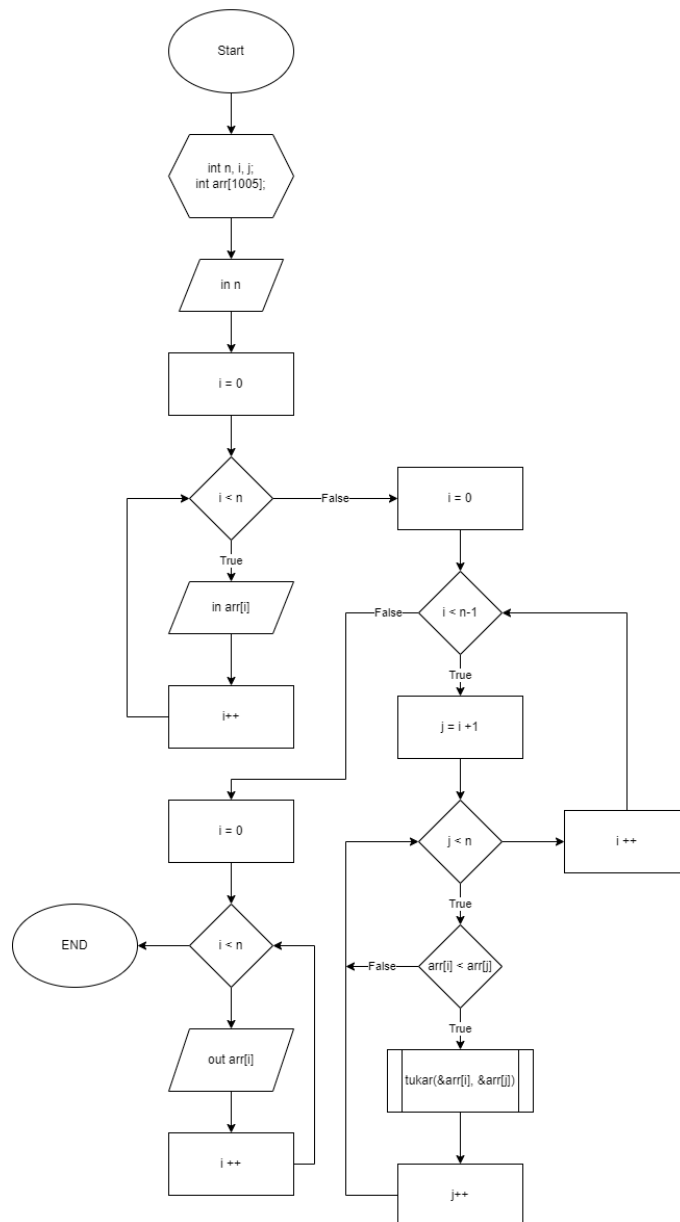 Start
int n, i, j;
int arr[1005];
in n
i = 0
i < n
False
True
in arr[i]
i++
i = 0
i < n-1
False
True
j = i +1
j < n
i ++
True
arr[i] < arr[j]
False
True
tukar(&arr[i], &arr[j])
j++
i = 0
i < n
END
out arr[i]
i ++